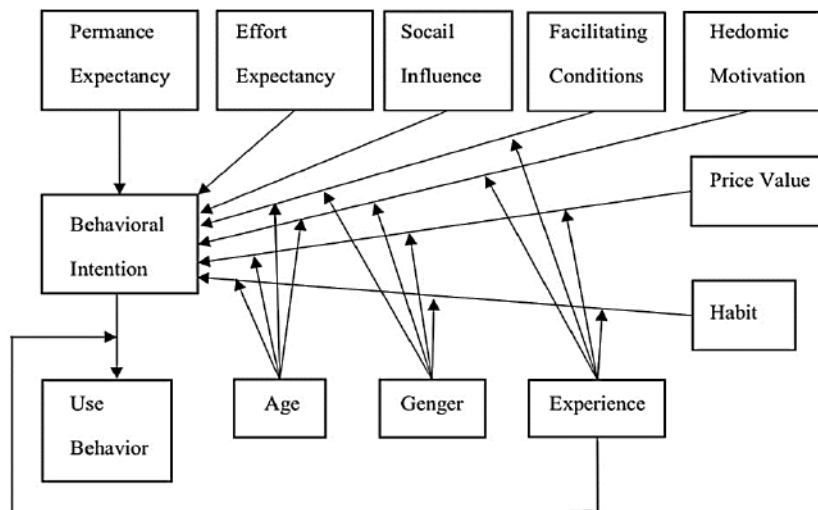 Permance
Expectancy
Effort
Expectancy
Socail
Influence
Facilitating
Conditions
Hedomic
Motivation
Price Value
Behavioral
Intention
Habit
Use
Behavior
Age
Genger
Experience